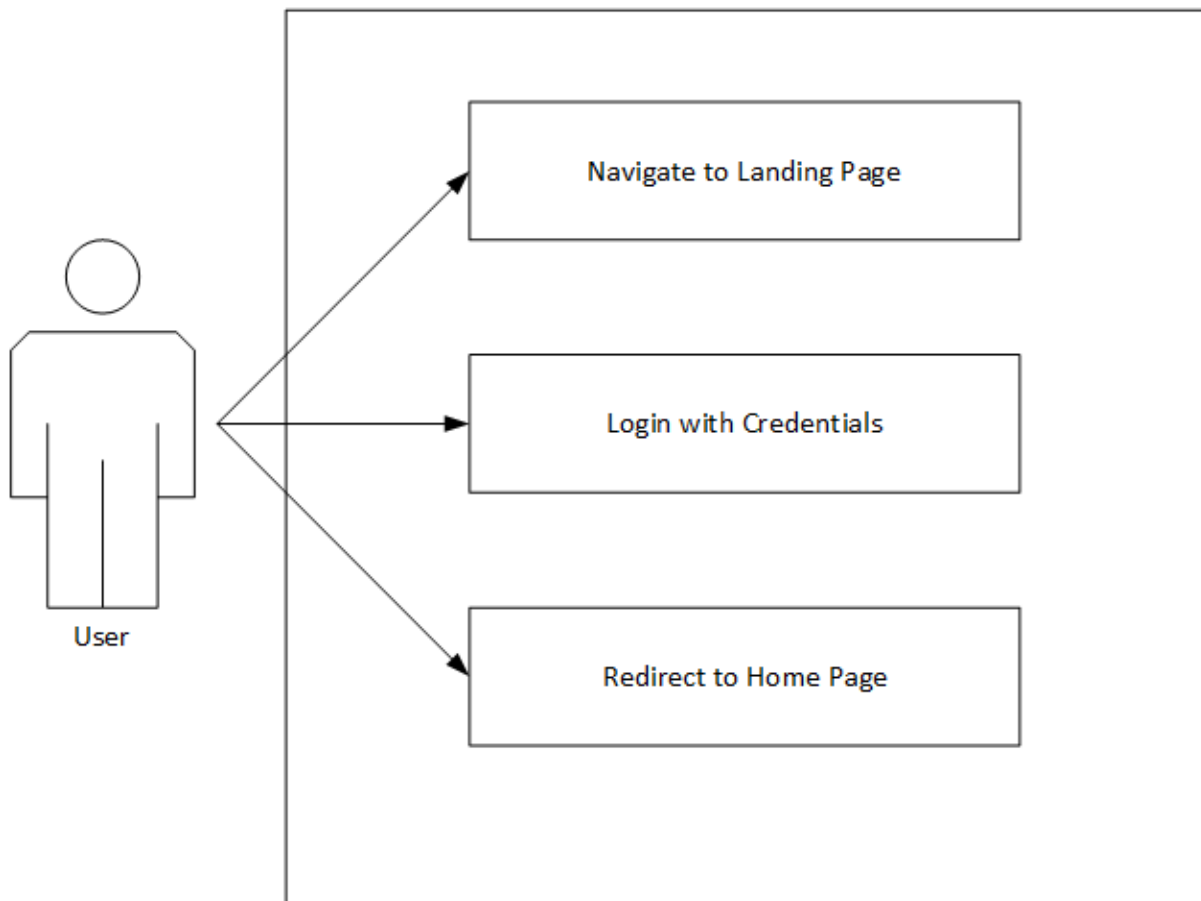 Navigate to Landing Page
Login with Credentials
User
Redirect to Home Page